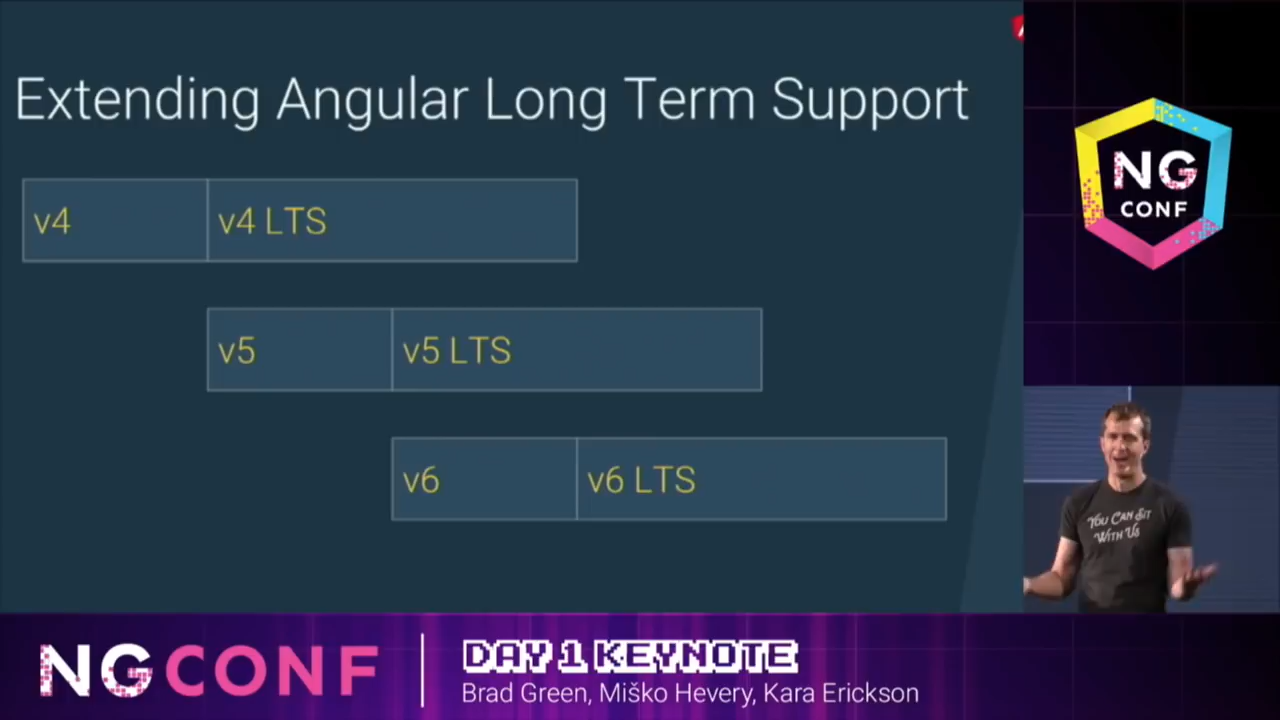 Extending Angular Long Term Support
v4
v4 LTS
v5
v5 LTS
v6
v6 LTS
NG
CONF
YOU CAN SIT
WITH US
NGCONF
DAY 1 KEYNOTE
Brad Green, Miško Hevery, Kara Erickson